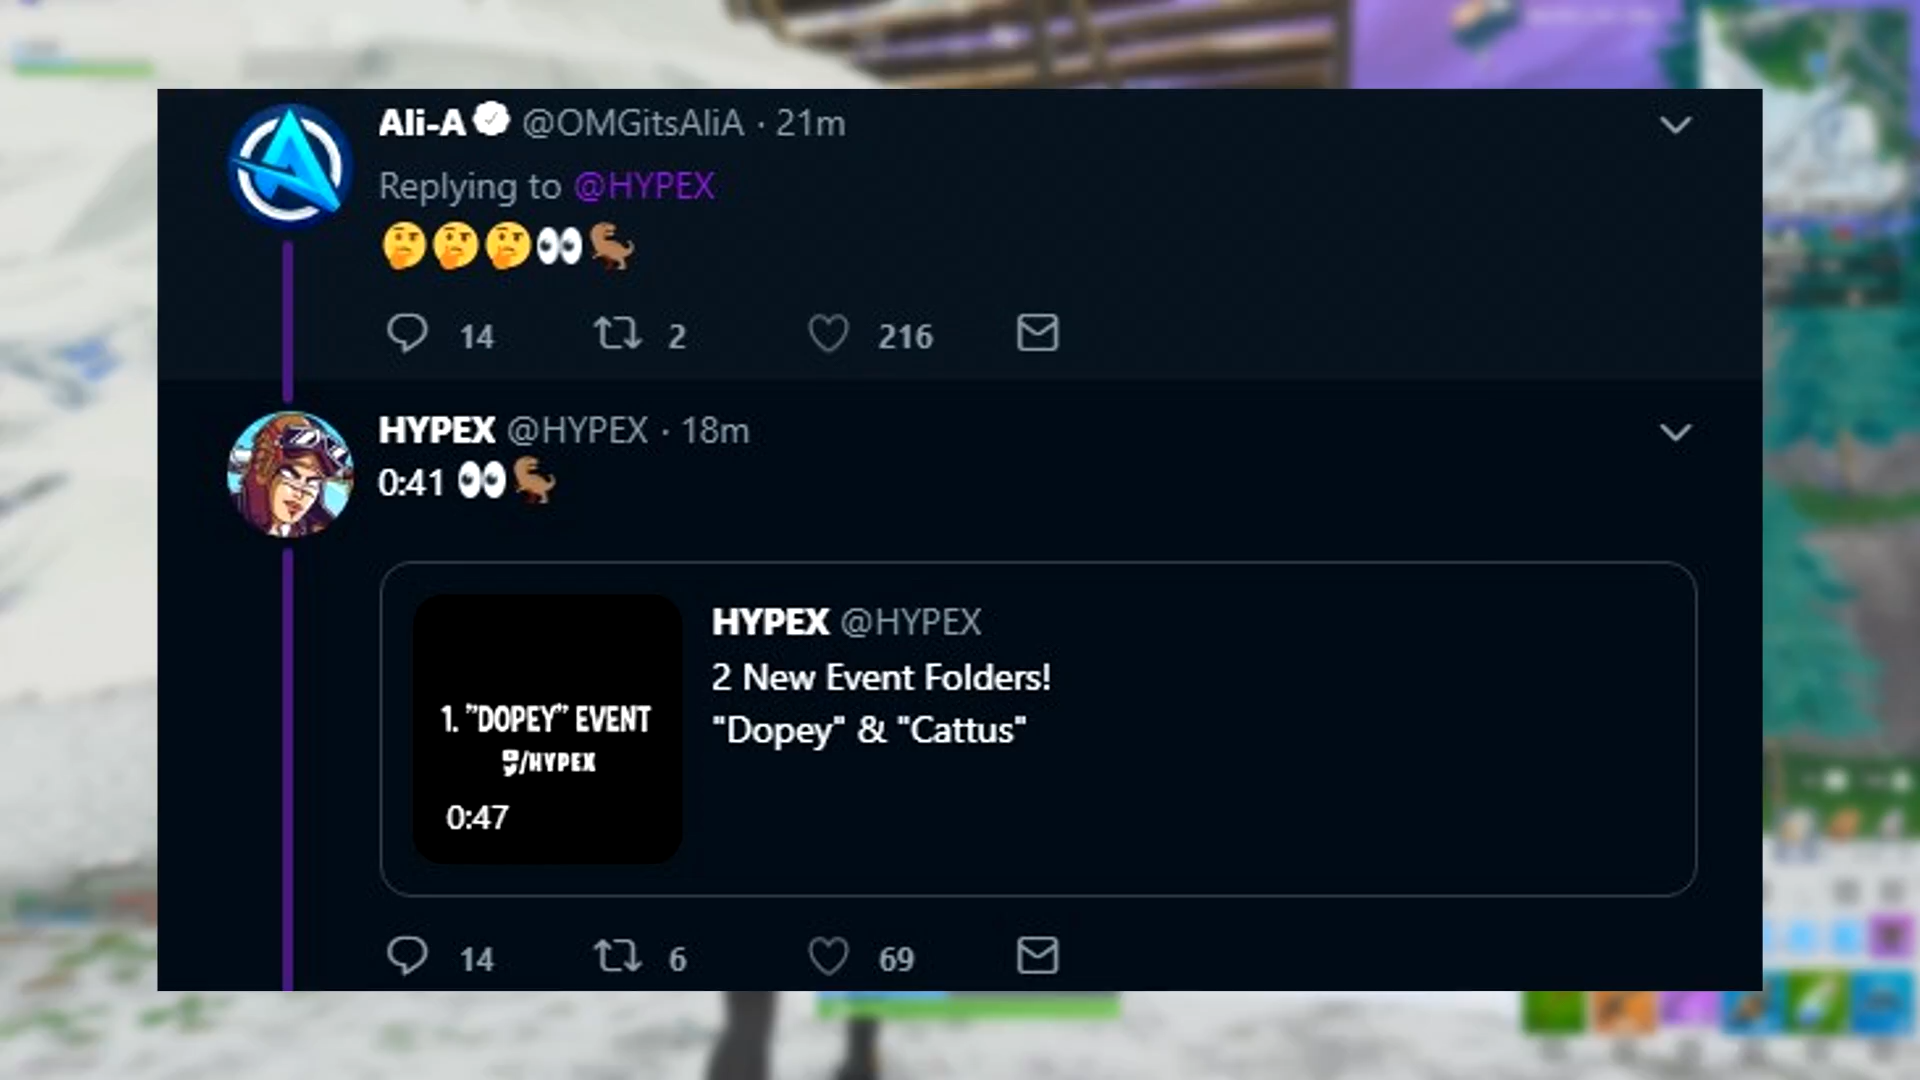 Ali-A @OMGitsAliA · 21m
Replying to @HYPEX
🤔🤔🤔👀🦖
14 2 216
HYPEX @HYPEX · 18m
0:41 👀🦖
1. "DOPEY" EVENT
/HYPEX
0:47
HYPEX @HYPEX
2 New Event Folders!
"Dopey" & "Cattus"
14 6 69